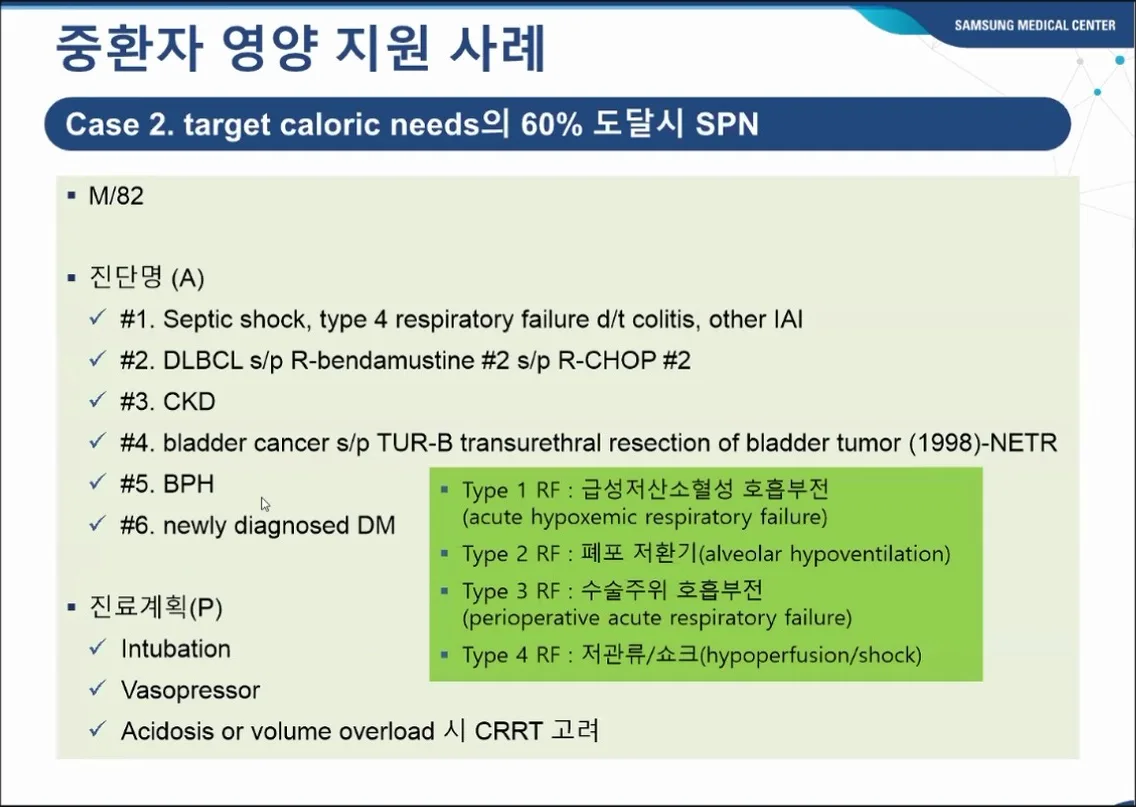 SAMSUNG MEDICAL CENTER
중환자 영양 지원 사례
Case 2. target caloric needs의 60% 도달시 SPN
▪ M/82
▪ 진단명 (A)
✓ #1. Septic shock, type 4 respiratory failure d/t colitis, other IAI
✓ #2. DLBCL s/p R-bendamustine #2 s/p R-CHOP #2
✓ #3. CKD
✓ #4. bladder cancer s/p TUR-B transurethral resection of bladder tumor (1998)-NETR
✓ #5. BPH
✓ #6. newly diagnosed DM
▪ Type 1 RF : 급성저산소혈성 호흡부전
(acute hypoxemic respiratory failure)
▪ Type 2 RF : 폐포 저환기(alveolar hypoventilation)
▪ Type 3 RF : 수술주위 호흡부전
(perioperative acute respiratory failure)
▪ Type 4 RF : 저관류/쇼크(hypoperfusion/shock)
▪ 진료계획(P)
✓ Intubation
✓ Vasopressor
✓ Acidosis or volume overload 시 CRRT 고려